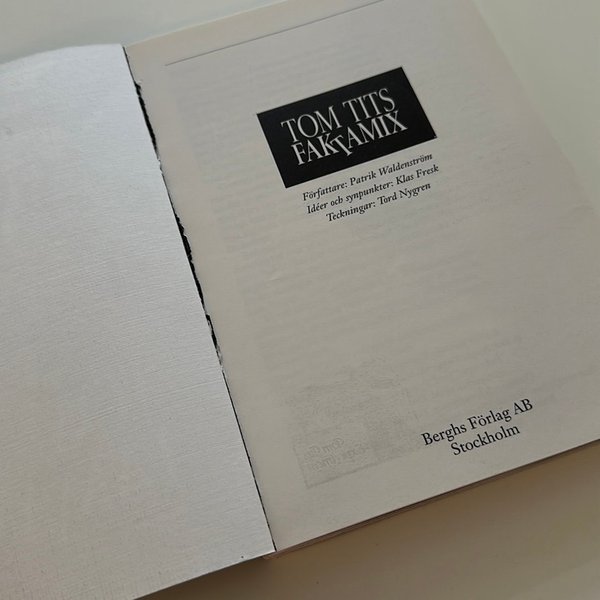 TOM TITS
FAKTAMIX
Författare: Patrik Waldenström
Idéer och synpunkter: Klas Fresk
Teckningar: Tord Nygren
Berghs Förlag AB
Stockholm